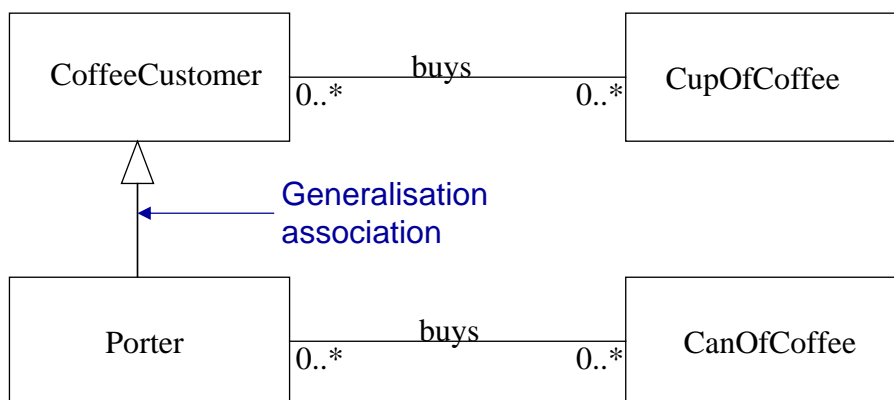 CoffeeCustomer
buys
CupOfCoffee
0..*
0..*
Generalisation
association
Porter
buys
CanOfCoffee
0..*
0..*